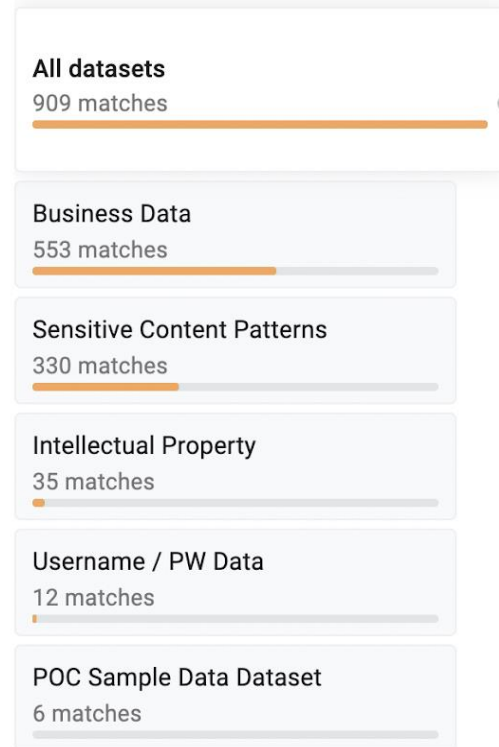 All datasets
909 matches
Business Data
553 matches
Sensitive Content Patterns
330 matches
Intellectual Property
35 matches
Username / PW Data
12 matches
POC Sample Data Dataset
6 matches